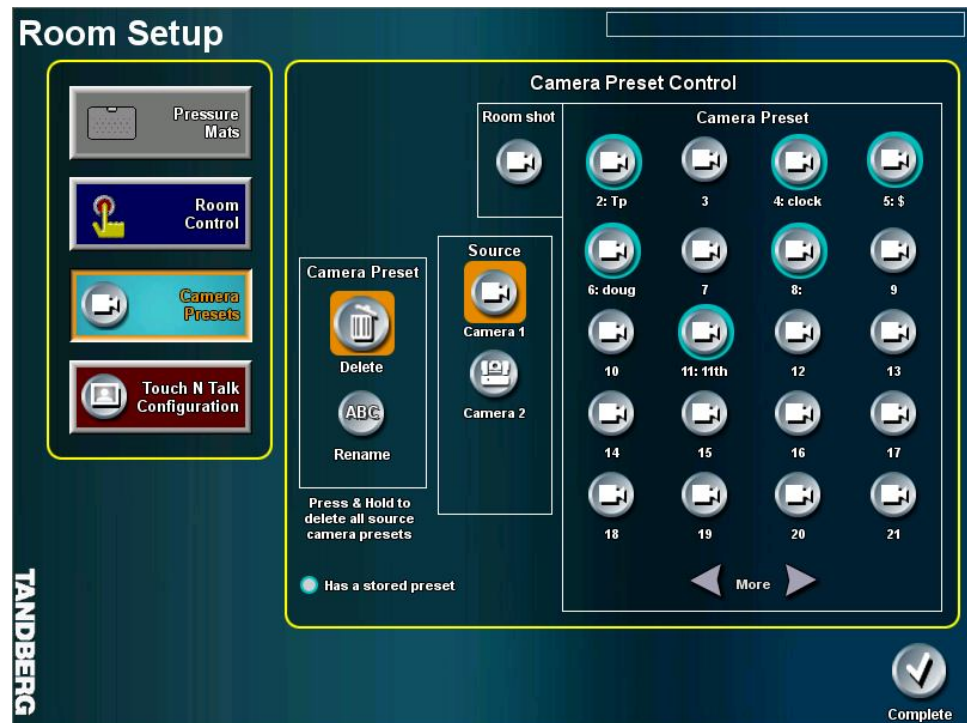 Room Setup
Pressure
Mats
Room
Control
Camera
Presets
Touch N Talk
Configuration
TANDBERG
Camera Preset Control
Room shot
Camera Preset
2: Tp
3
4: clock
5: $
6: doug
7
8:
9
10
11: 11th
12
13
14
15
16
17
18
19
20
21
More
Source
Camera 1
Camera 2
Camera Preset
Delete
ABC
Rename
Press & Hold to
delete all source
camera presets
Has a stored preset
Complete